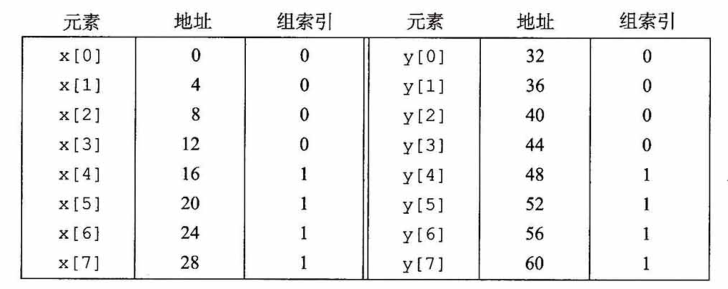 元素 地址 组索引 元素 地址 组索引
x[0] 0 0 y[0] 32 0
x[1] 4 0 y[1] 36 0
x[2] 8 0 y[2] 40 0
x[3] 12 0 y[3] 44 0
x[4] 16 1 y[4] 48 1
x[5] 20 1 y[5] 52 1
x[6] 24 1 y[6] 56 1
x[7] 28 1 y[7] 60 1